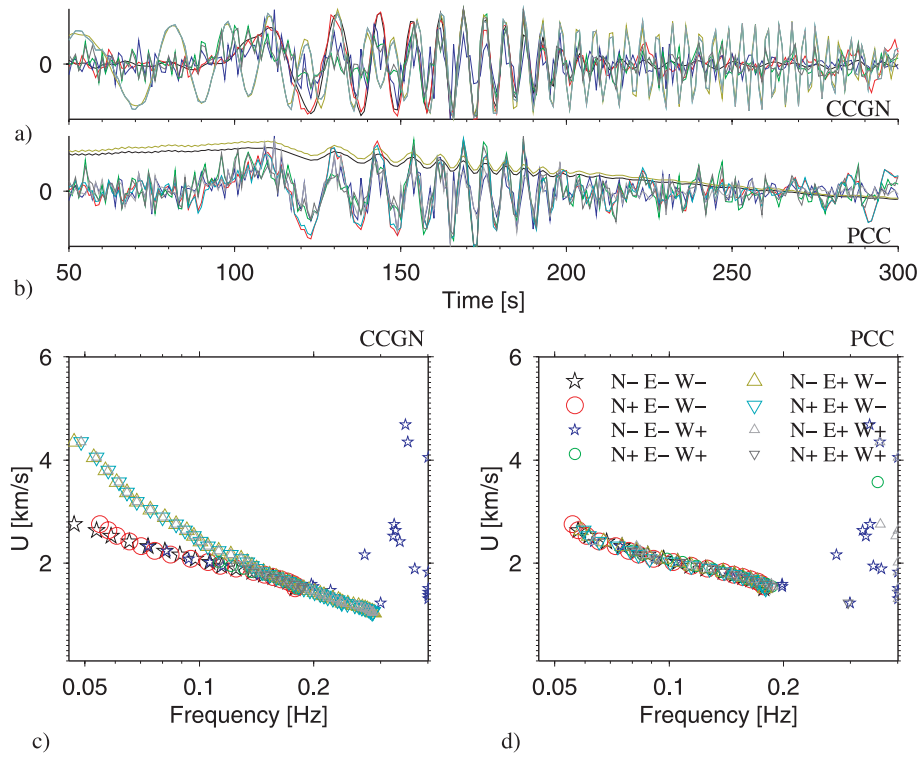 0
CCGN
a)
0
PCC
50 100 150 200 250 300
b)
Time [s]
CCGN
PCC
6
4
2
U [km/s]
0.05 0.1 0.2
Frequency [Hz]
c)
6
4
2
U [km/s]
N− E− W−
N+ E− W−
N− E− W+
N+ E− W+
N− E+ W−
N+ E+ W−
N− E+ W+
N+ E+ W+
0.05 0.1 0.2
Frequency [Hz]
d)